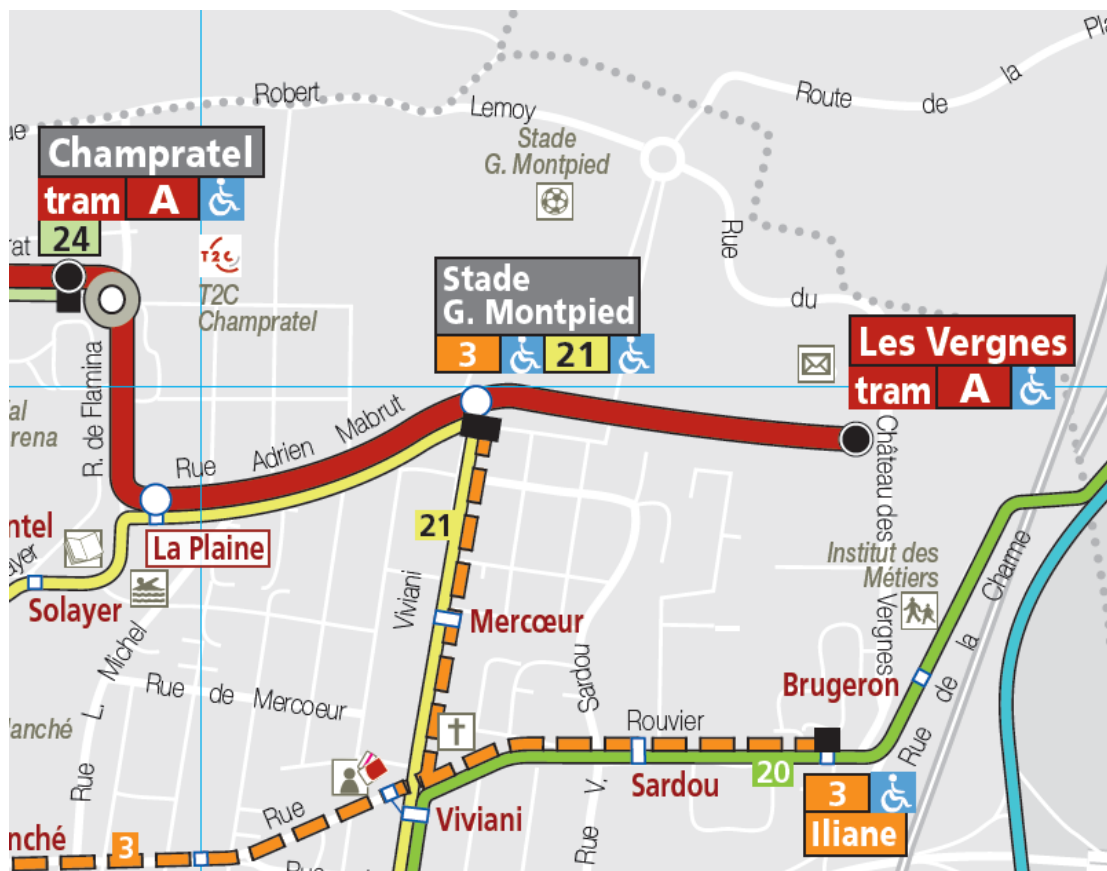 Robert
Lemoy
Route
de
la
Pla
Champratel
tram A
24
Stade
G. Montpied
T2C
T2C
Champratel
Rue
du
Stade
G. Montpied
3 21
Les Vergnes
tram A
R. de Flamina
Rue
Adrien
Mabrut
Château des
Vergnes
21
La Plaine
Solayer
Viviani
Mercœur
Institut des
Métiers
Rue
de
la
Charme
Rue
L.
Michel
Rue de Mercoeur
Sardou
V.
Rue
Brugeron
Rouvier
Sardou
20
3
Iliane
Rue
Viviani
3
Rue